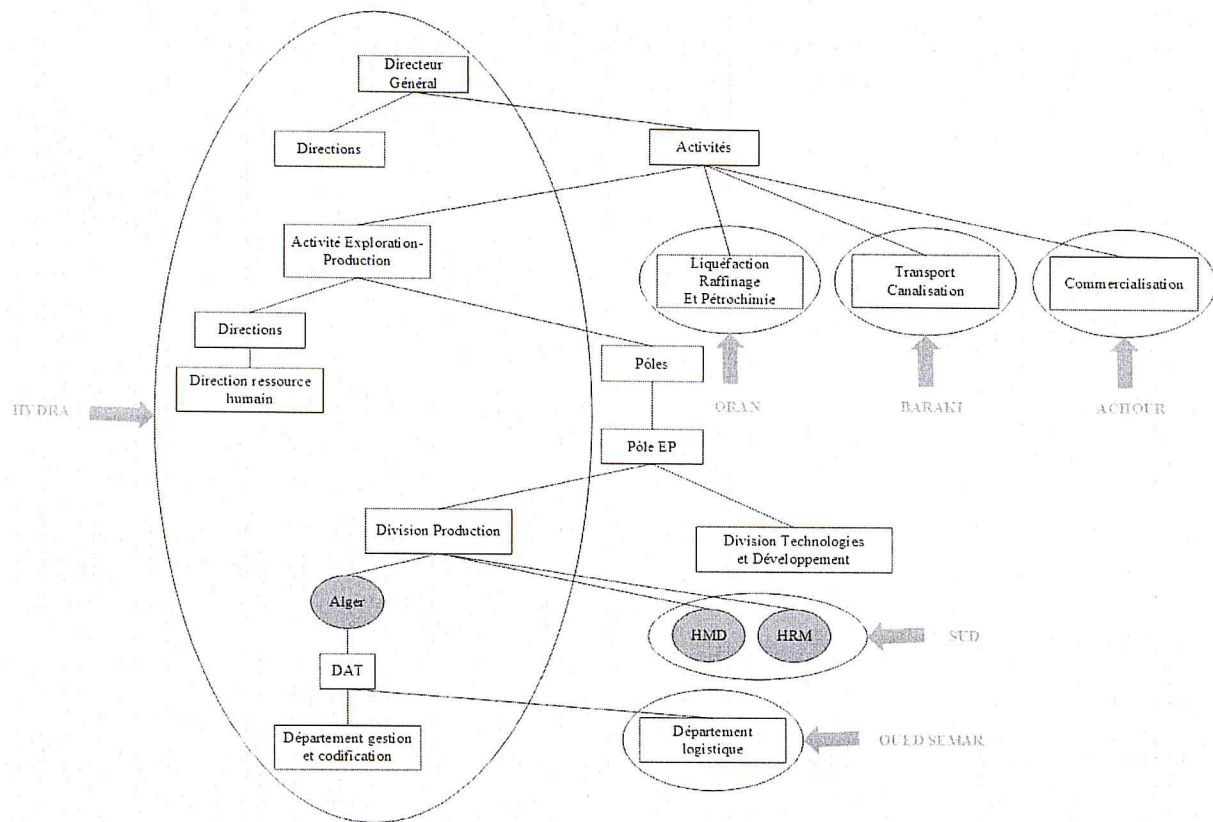 Directeur
Général
Directions
Activités
Activité Exploration-
Production
Liquéfaction
Raffinage
Et Pétrochimie
Transport
Canalisation
Commercialisation
Directions
Pôles
Direction ressource
humain
HYDRA
ORAN
BARAKI
ACHOUR
Pôle EP
Division Production
Division Technologies
et Développement
Alger
HMD
HRM
SUD
DAT
Département gestion
et codification
Département
logistique
OUED SEMAR